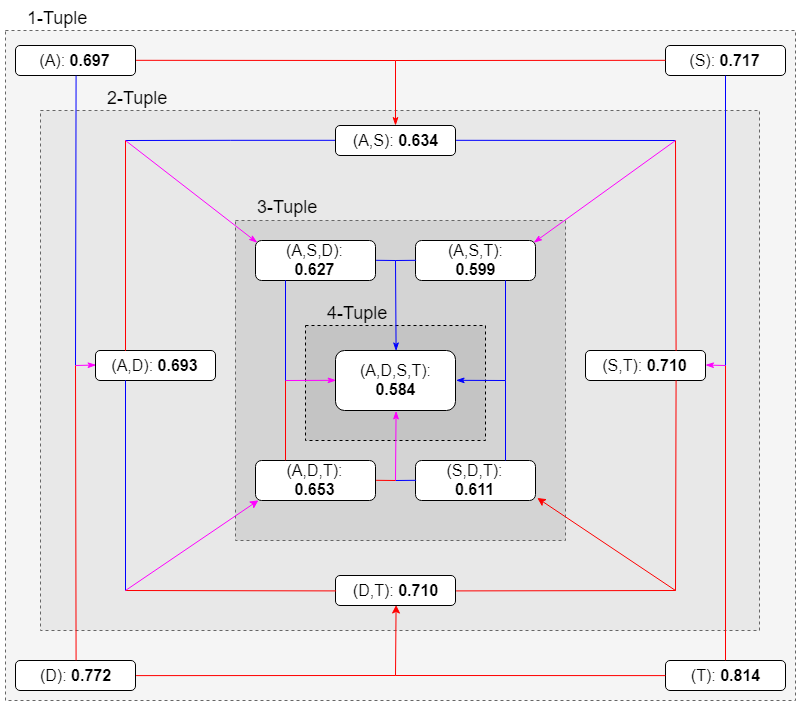 1-Tuple
(A): 0.697
(S): 0.717
2-Tuple
(A,S): 0.634
3-Tuple
(A,S,D):
0.627
(A,S,T):
0.599
4-Tuple
(A,D): 0.693
(A,D,S,T):
0.584
(S,T): 0.710
(A,D,T):
0.653
(S,D,T):
0.611
(D,T): 0.710
(D): 0.772
(T): 0.814